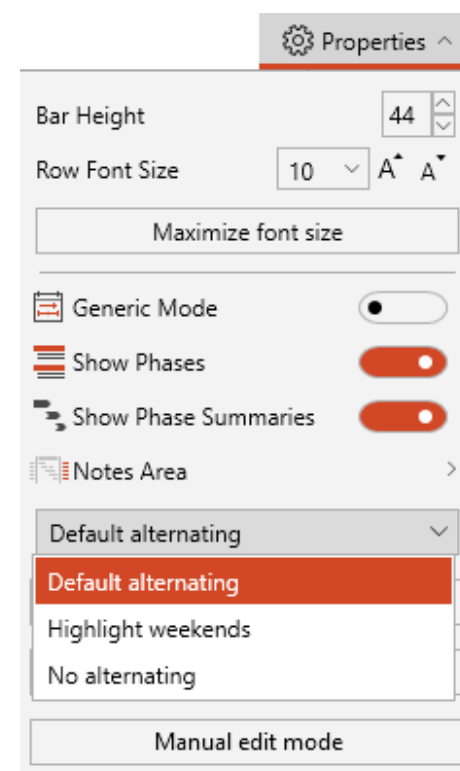 Properties
Bar Height 44
Row Font Size 10 A A
Maximize font size
Generic Mode
Show Phases
Show Phase Summaries
Notes Area
Default alternating
Default alternating
Highlight weekends
No alternating
Manual edit mode